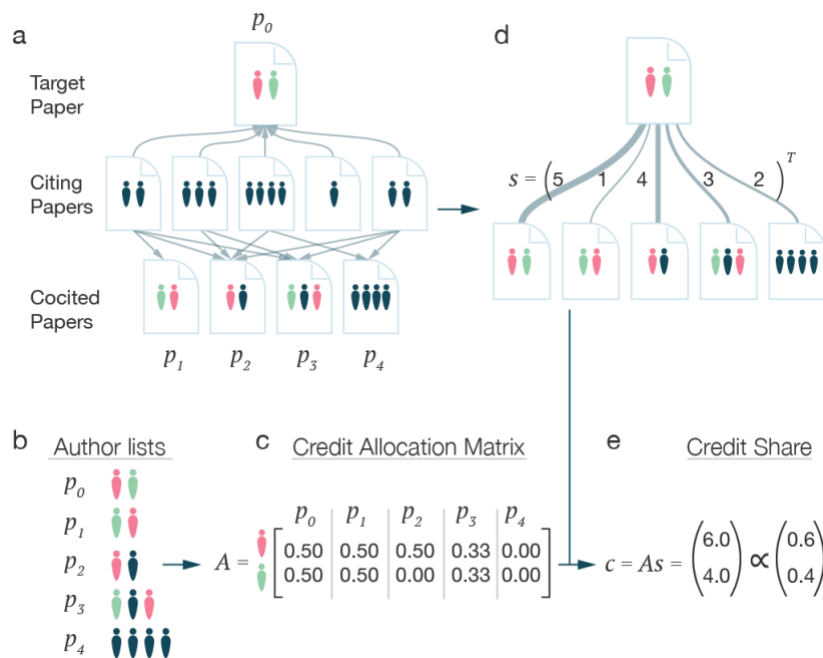 a
p0
Target
Paper
Citing
Papers
Cocited
Papers
p1 p2 p3 p4
d
s = (5 1 4 3 2)T
b
Author lists
p0
p1
p2
p3
p4
c
Credit Allocation Matrix
p0 p1 p2 p3 p4
A = [0.50 0.50 0.50 0.33 0.00
0.50 0.50 0.00 0.33 0.00]
e
Credit Share
c = As = (6.0 4.0) ∝ (0.6 0.4)